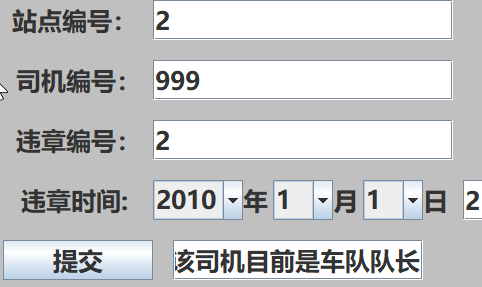 站点编号： 2
司机编号： 999
违章编号： 2
违章时间: 2010 年 1 月 1 日 2
提交 该司机目前是车队队长